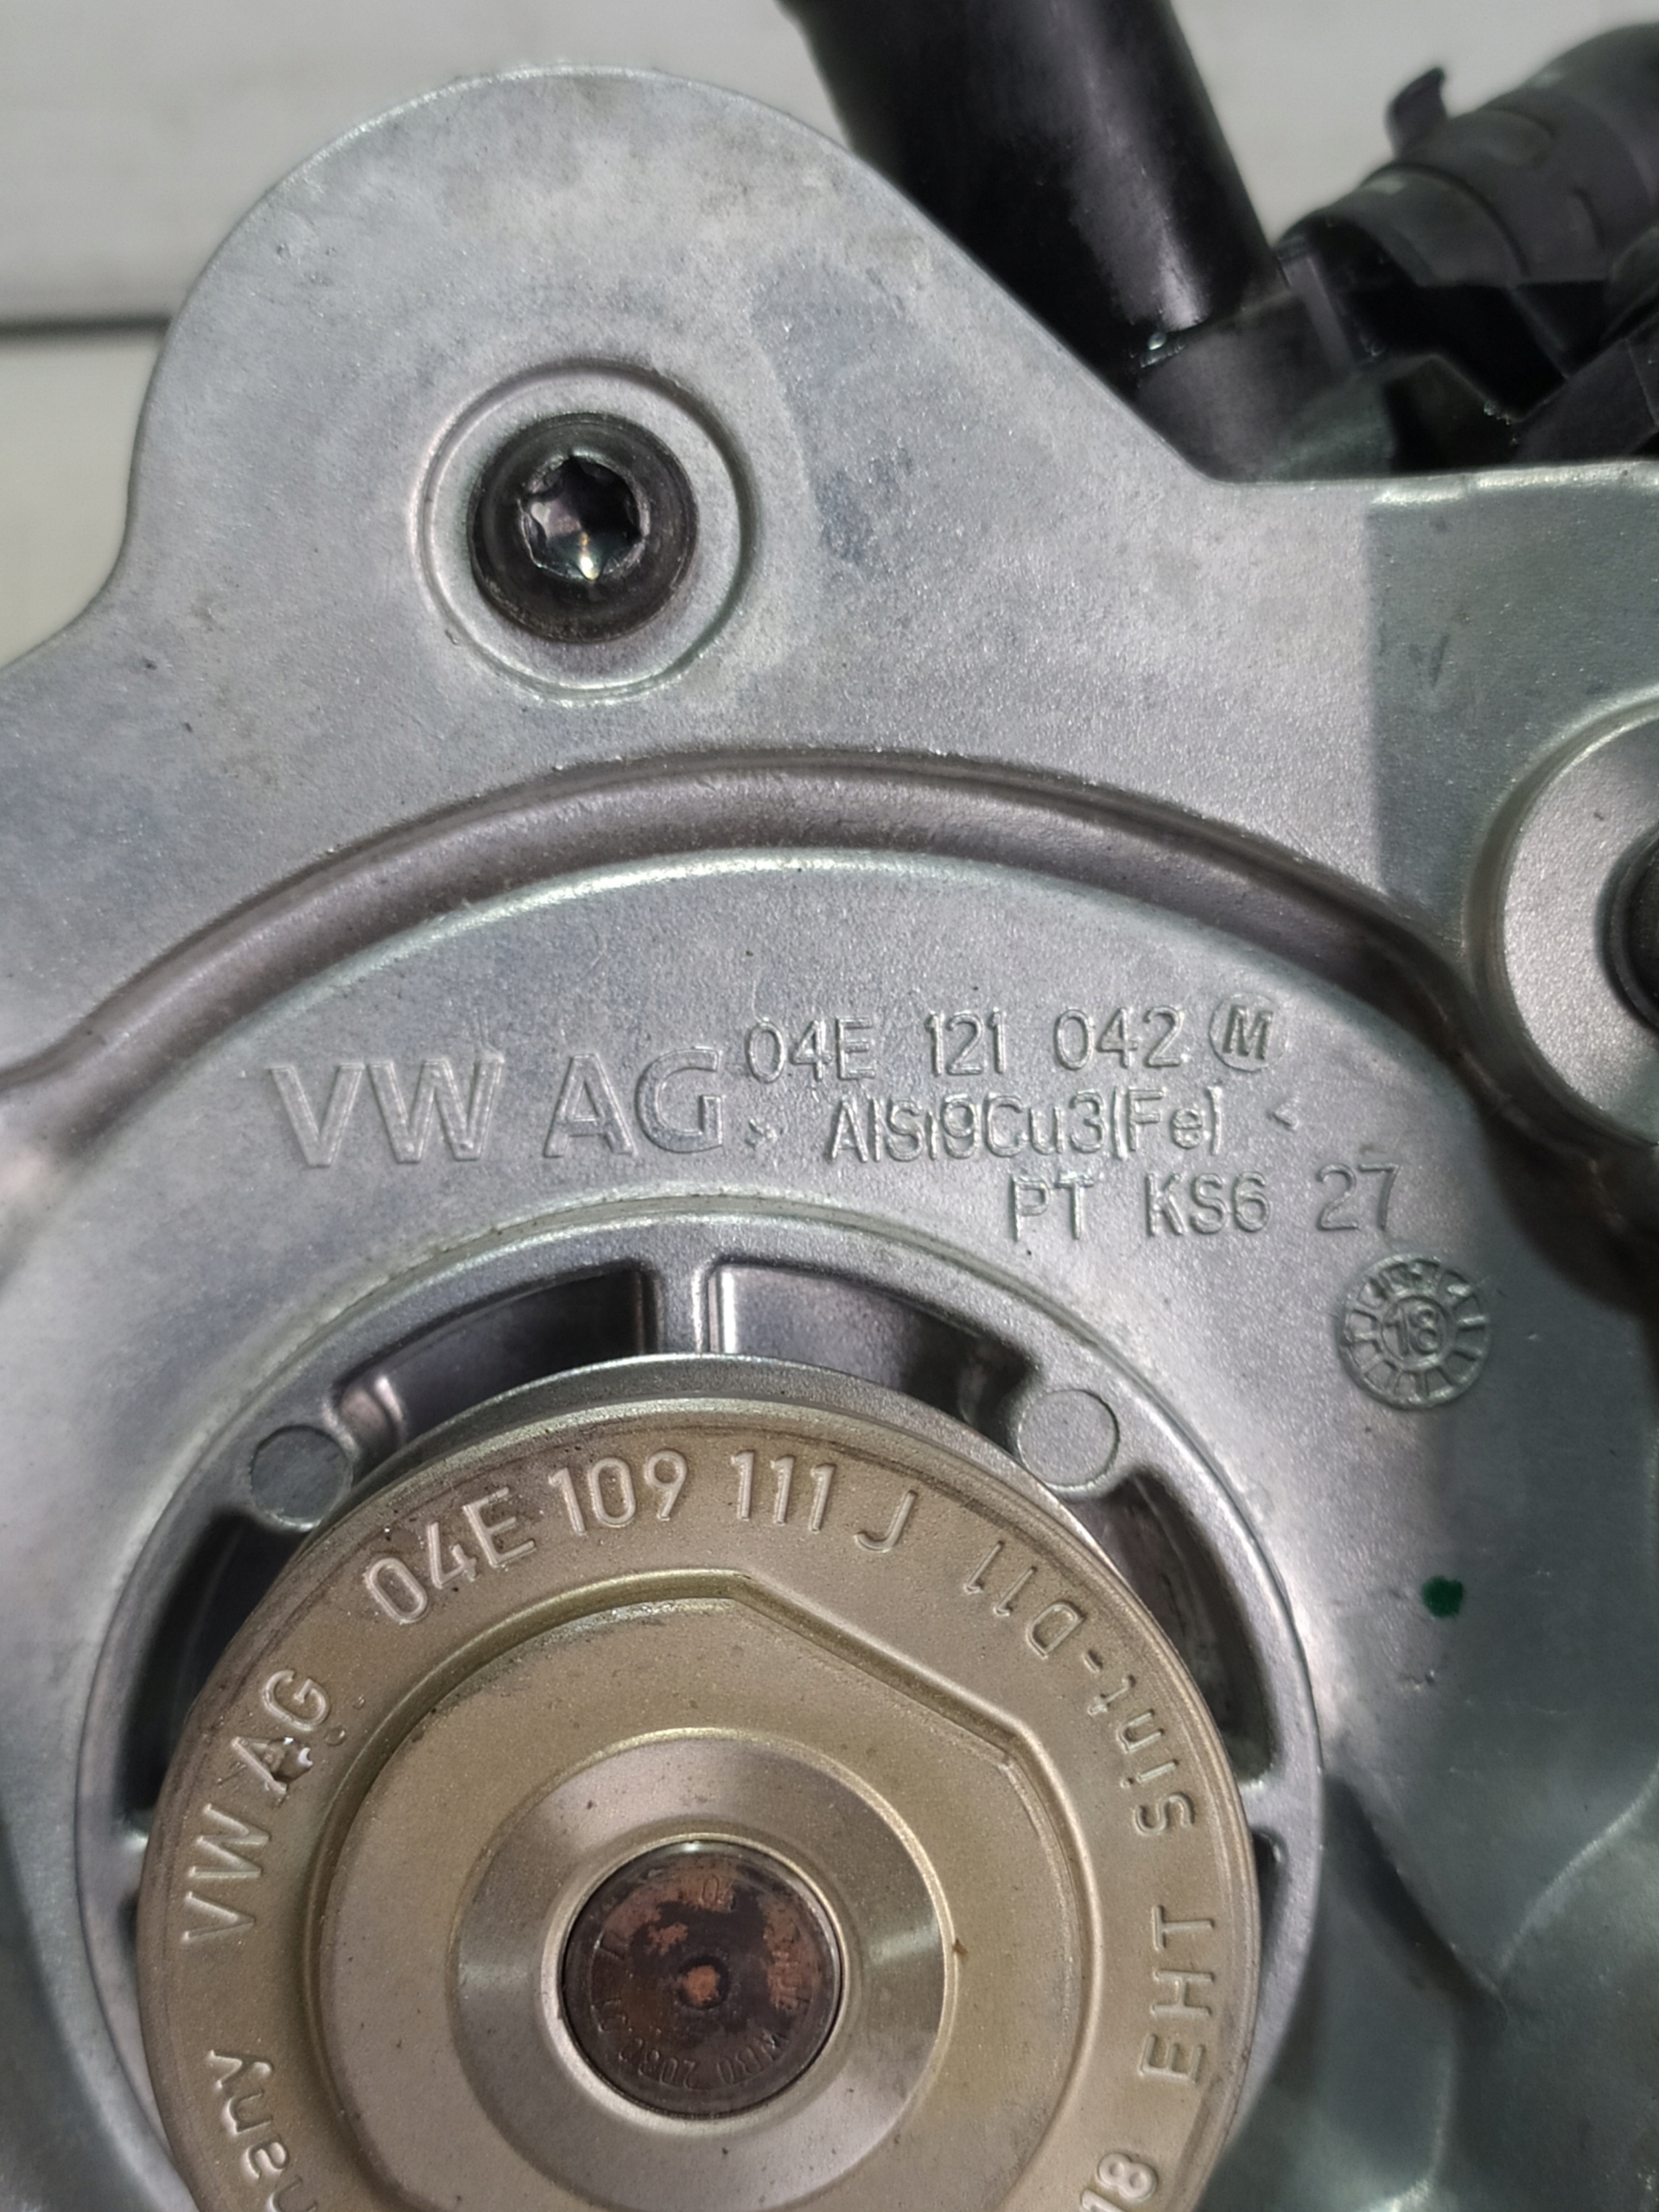 VW AG 04E 121 042 M
> AlSi9Cu3(Fe) <
PT KS6 27
18
VW AG 04E 109 111 J
Sint-D11
EHT
18